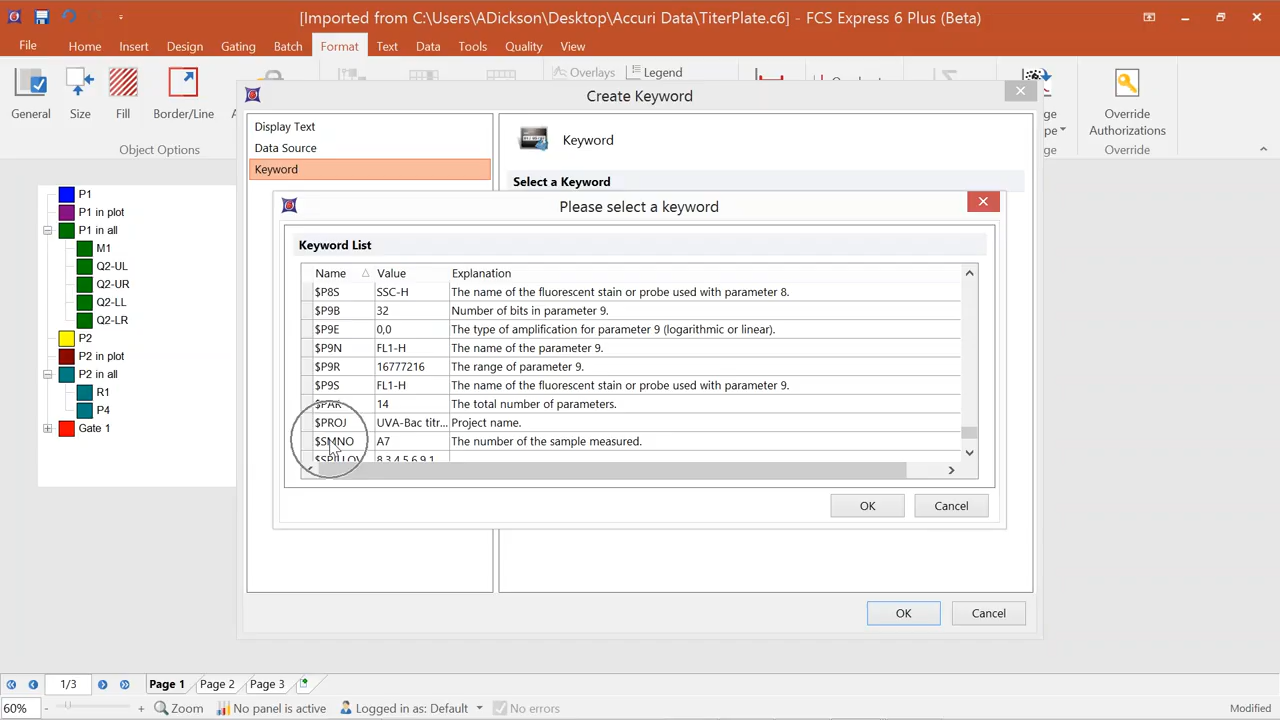 [Imported from C:\Users\ADickson\Desktop\Accuri Data\TiterPlate.c6] - FCS Express 6 Plus (Beta)
File Home Insert Design Gating Batch Format Text Data Tools Quality View
Overlays Legend
General Size Fill Border/Line
Override
Authorizations
Object Options
Override
Create Keyword
Display Text
Data Source
Keyword
Keyword
Select a Keyword
Please select a keyword
Keyword List
Name Value Explanation
$P8S SSC-H The name of the fluorescent stain or probe used with parameter 8.
$P9B 32 Number of bits in parameter 9.
$P9E 0,0 The type of amplification for parameter 9 (logarithmic or linear).
$P9N FL1-H The name of the parameter 9.
$P9R 16777216 The range of parameter 9.
$P9S FL1-H The name of the fluorescent stain or probe used with parameter 9.
$PAR 14 The total number of parameters.
$PROJ UVA-Bac titr... Project name.
$SMNO A7 The number of the sample measured.
OK Cancel
OK Cancel
P1
P1 in plot
P1 in all
M1
Q2-UL
Q2-UR
Q2-LL
Q2-LR
P2
P2 in plot
P2 in all
R1
P4
Gate 1
1/3 Page 1 Page 2 Page 3
60% - + Zoom No panel is active Logged in as: Default No errors Modified